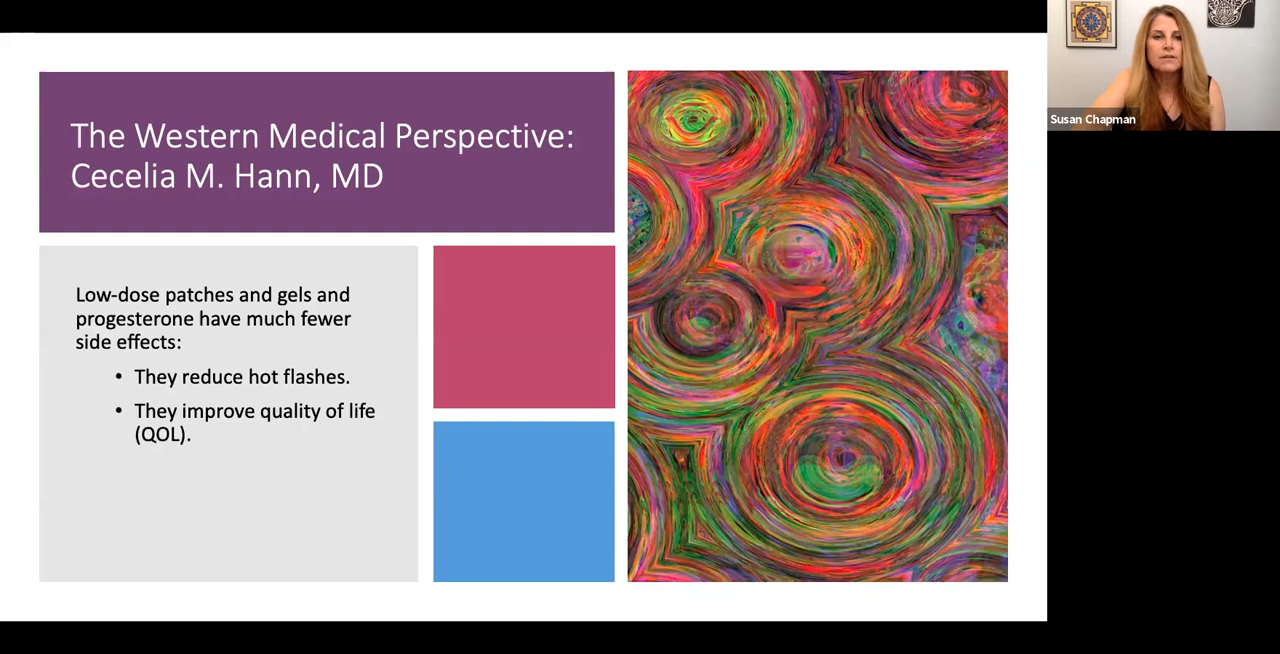 The Western Medical Perspective:
Cecelia M. Hann, MD
Low-dose patches and gels and
progesterone have much fewer
side effects:
• They reduce hot flashes.
• They improve quality of life
(QOL).
Susan Chapman